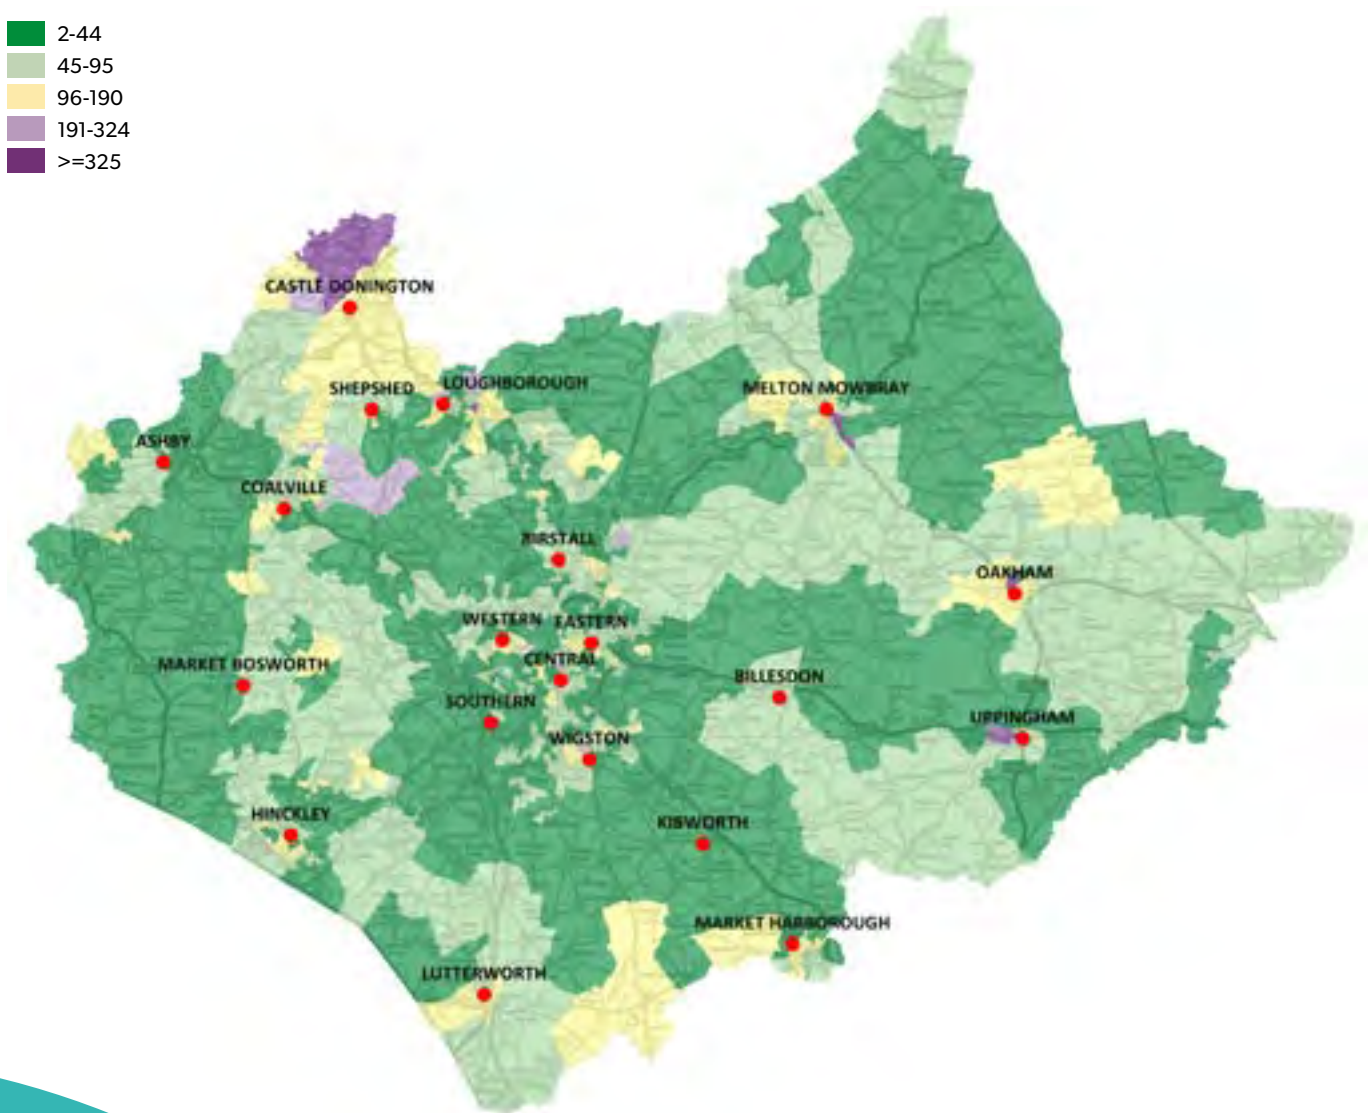 2-44
45-95
96-190
191-324
>=325
CASTLE DONINGTON
SHEPSHED
LOUGHBOROUGH
MELTON MOWBRAY
ASHBY
COALVILLE
BIRSTALL
OAKHAM
WESTERN
EASTERN
CENTRAL
MARKET BOSWORTH
BILLESDON
SOUTHERN
UPPINGHAM
WIGSTON
HINCKLEY
KIBWORTH
MARKET HARBOROUGH
LUTTERWORTH